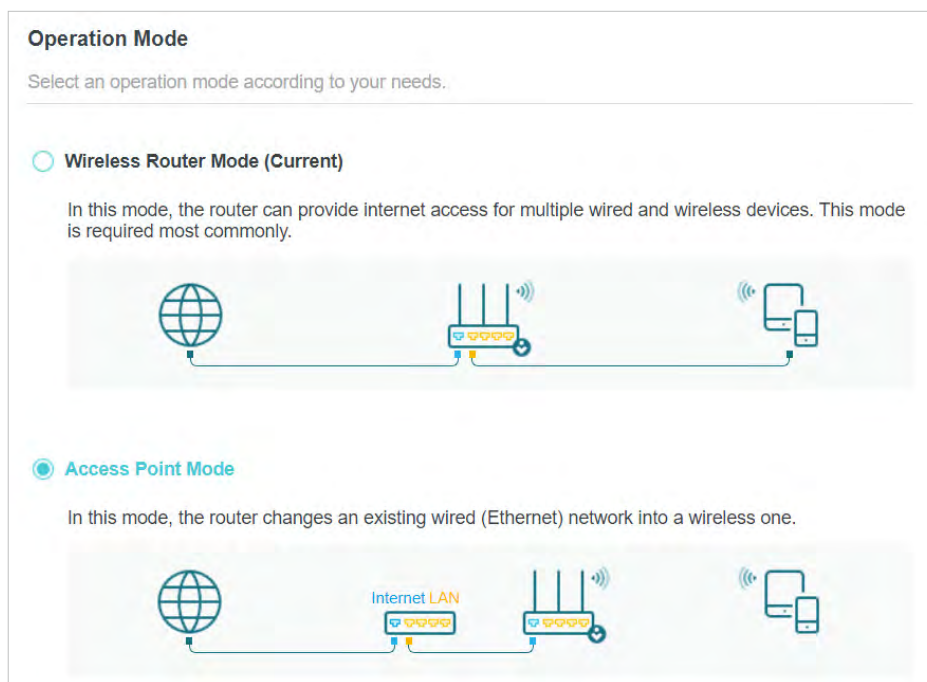 Operation Mode
Select an operation mode according to your needs.
Wireless Router Mode (Current)
In this mode, the router can provide internet access for multiple wired and wireless devices. This mode
is required most commonly.
Access Point Mode
In this mode, the router changes an existing wired (Ethernet) network into a wireless one.
Internet LAN